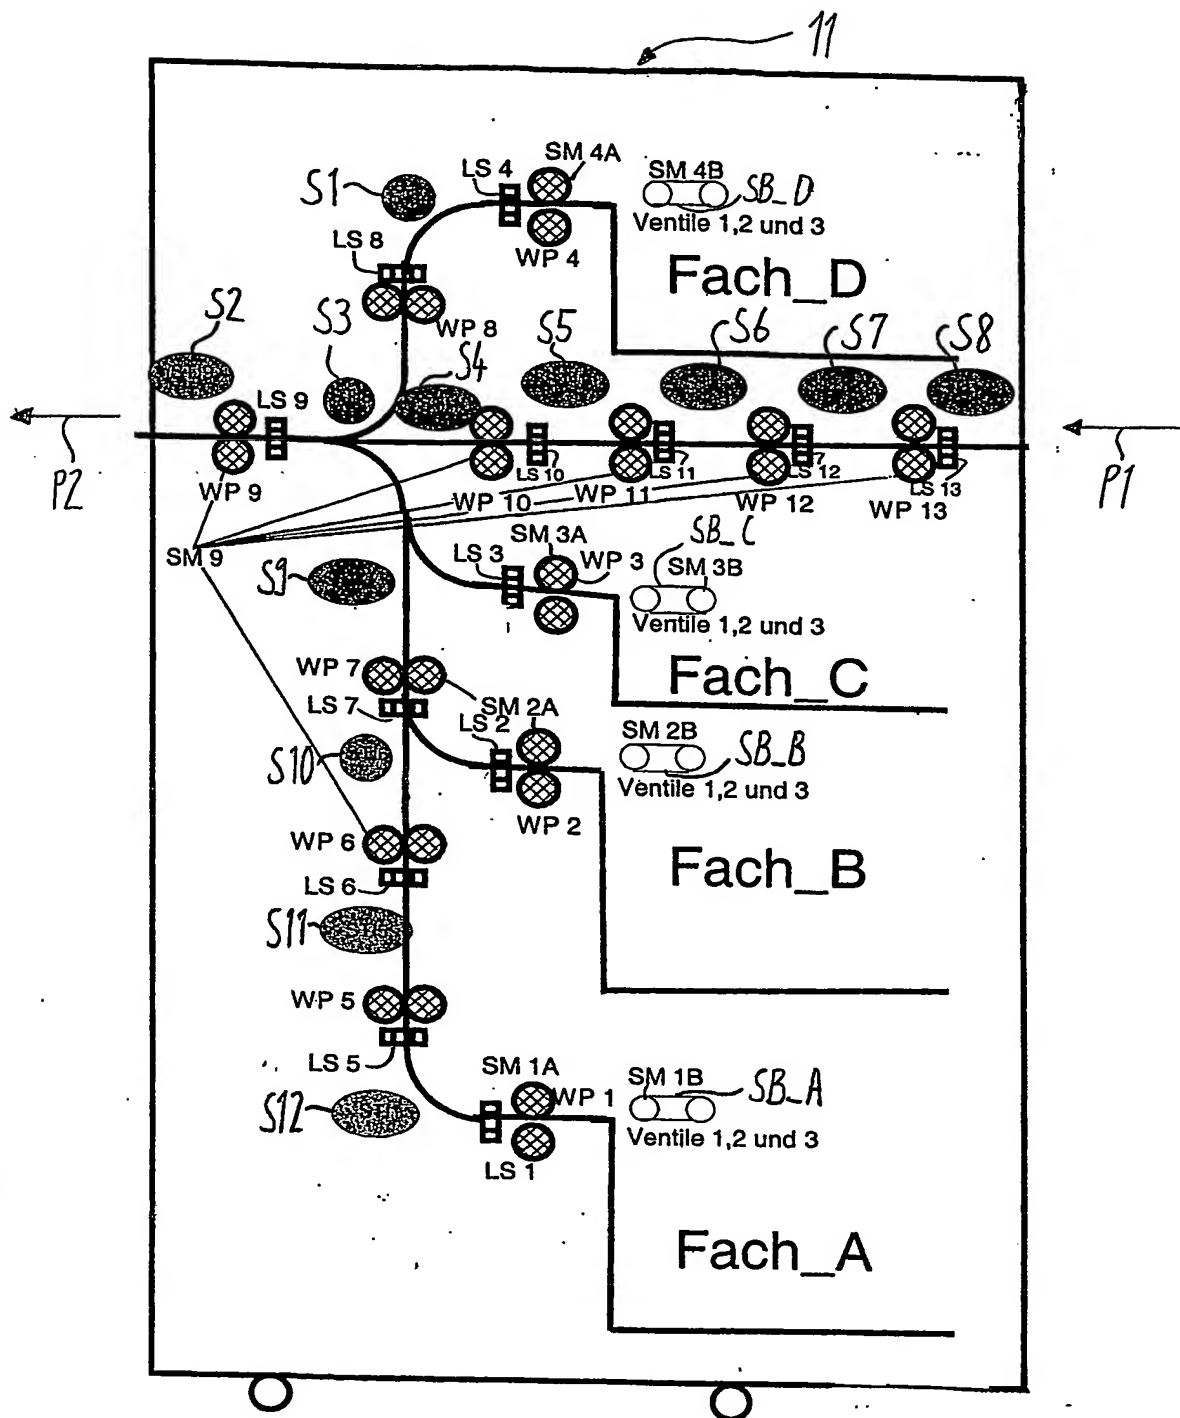 11
SM 4A
LS 4
SM 4B
S1
SB_D
Ventile 1,2 und 3
LS 8
WP 4
Fach_D
S2
S3
WP 8
S5
S6
S7
S8
S4
LS 9
P2
P1
WP 9
LS 10
LS 11
LS 12
LS 13
WP 10
WP 11
WP 12
WP 13
SM 9
SM 3A
SB_C
LS 3
WP 3
SM 3B
S9
Ventile 1,2 und 3
WP 7
Fach_C
SM 2A
LS 7
LS 2
SM 2B
SB_B
S10
Ventile 1,2 und 3
WP 2
WP 6
Fach_B
LS 6
S11
WP 5
LS 5
SM 1A
SM 1B
SB_A
WP 1
S12
Ventile 1,2 und 3
LS 1
Fach_A